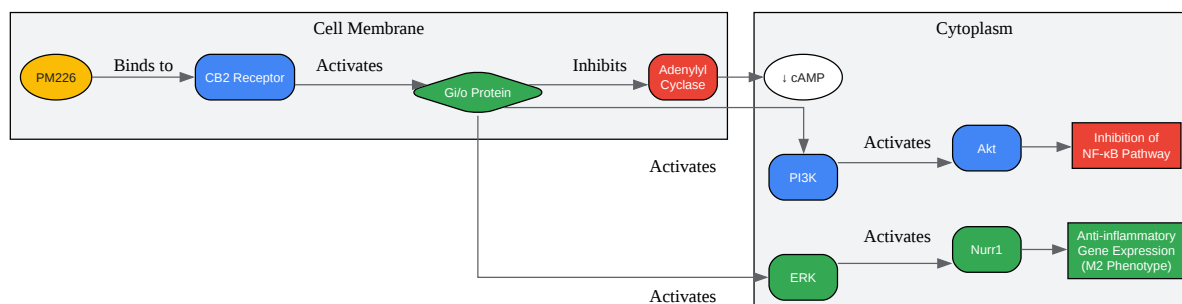 Cell Membrane
Cytoplasm
PM226
Binds to
CB2 Receptor
Activates
Gi/o Protein
Inhibits
Adenylyl
Cyclase
↓ cAMP
Activates
PI3K
Activates
Akt
Inhibition of
NF-κB Pathway
Activates
ERK
Activates
Nurr1
Anti-inflammatory
Gene Expression
(M2 Phenotype)